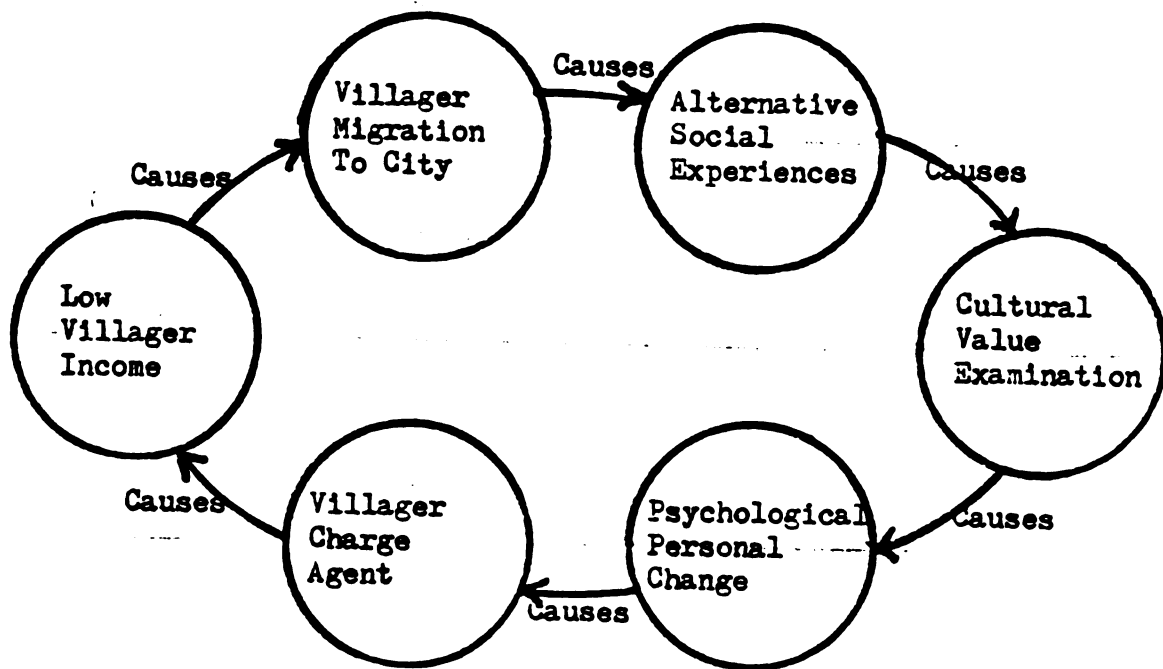 Causes
Villager
Migration
To City
Causes
Alternative
Social
Experiences
Causes
Cultural
Value
Examination
Causes
Psychological
Personal
Change
Causes
Villager
Charge
Agent
Causes
Low
Villager
Income